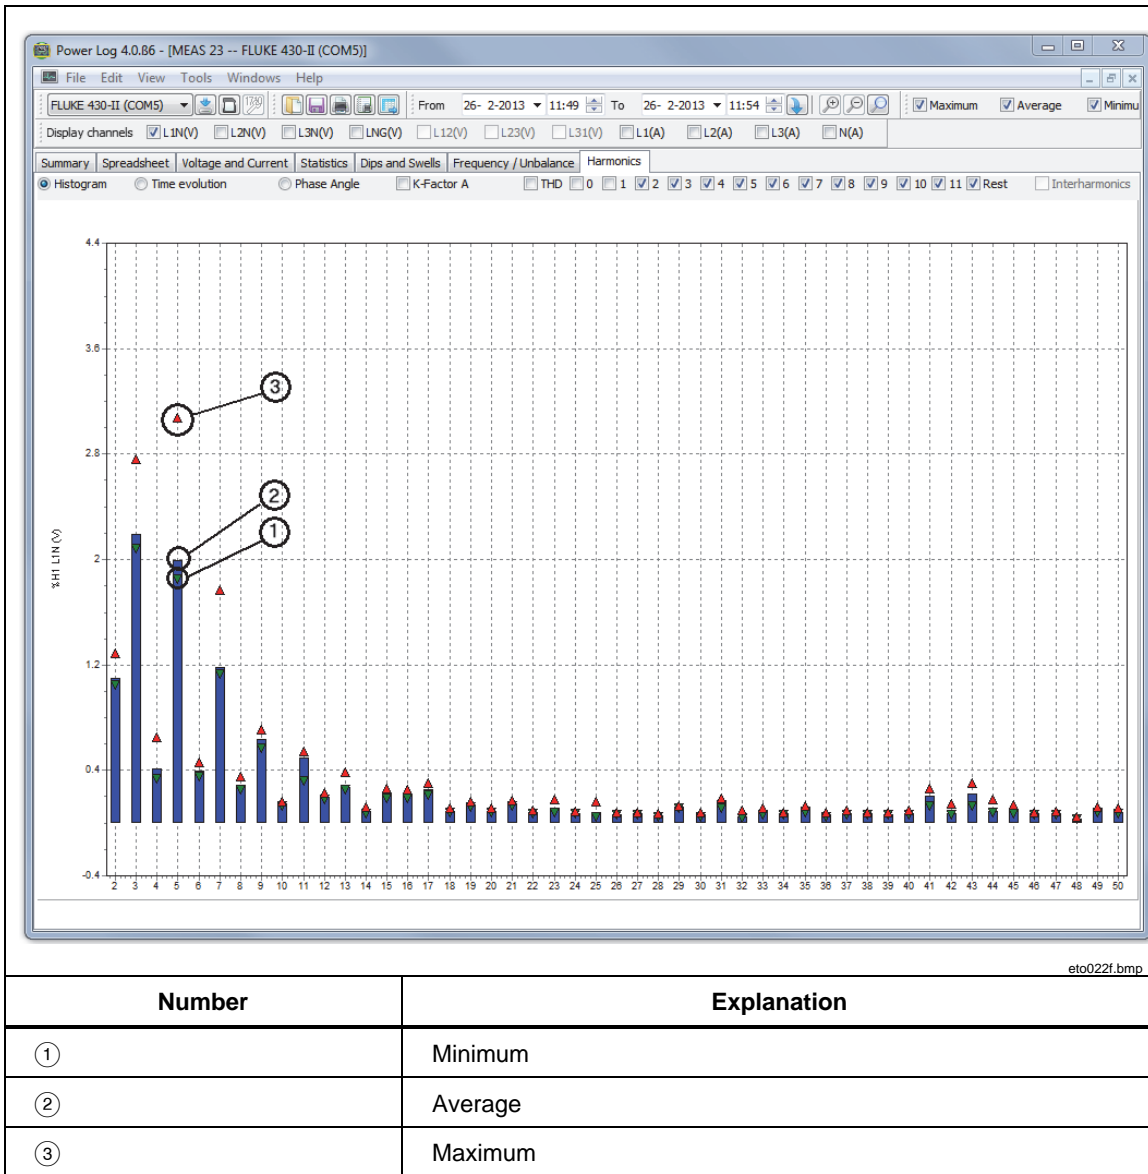 Power Log 4.0.86 - [MEAS 23 -- FLUKE 430-II (COM5)]
File Edit View Tools Windows Help
FLUKE 430-II (COM5) From 26- 2-2013 11:49 To 26- 2-2013 11:54 Maximum Average Minimu
Display channels L1N(V) L2N(V) L3N(V) LNG(V) L12(V) L23(V) L31(V) L1(A) L2(A) L3(A) N(A)
Summary Spreadsheet Voltage and Current Statistics Dips and Swells Frequency / Unbalance Harmonics
Histogram Time evolution Phase Angle K-Factor A THD 0 1 2 3 4 5 6 7 8 9 10 11 Rest Interharmonics
4.4
3.6
3
2.8
2
1
2
%H1 L1N (V)
1.2
0.4
-0.4
2 3 4 5 6 7 8 9 10 11 12 13 14 15 16 17 18 19 20 21 22 23 24 25 26 27 28 29 30 31 32 33 34 35 36 37 38 39 40 41 42 43 44 45 46 47 48 49 50
eto022f.bmp
Number Explanation
1 Minimum
2 Average
3 Maximum